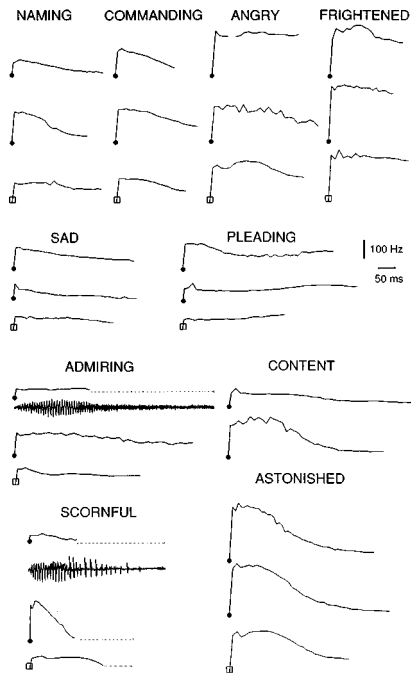 NAMING COMMANDING ANGRY FRIGHTENED
SAD PLEADING
100 Hz
50 ms
ADMIRING CONTENT
ASTONISHED
SCORNFUL